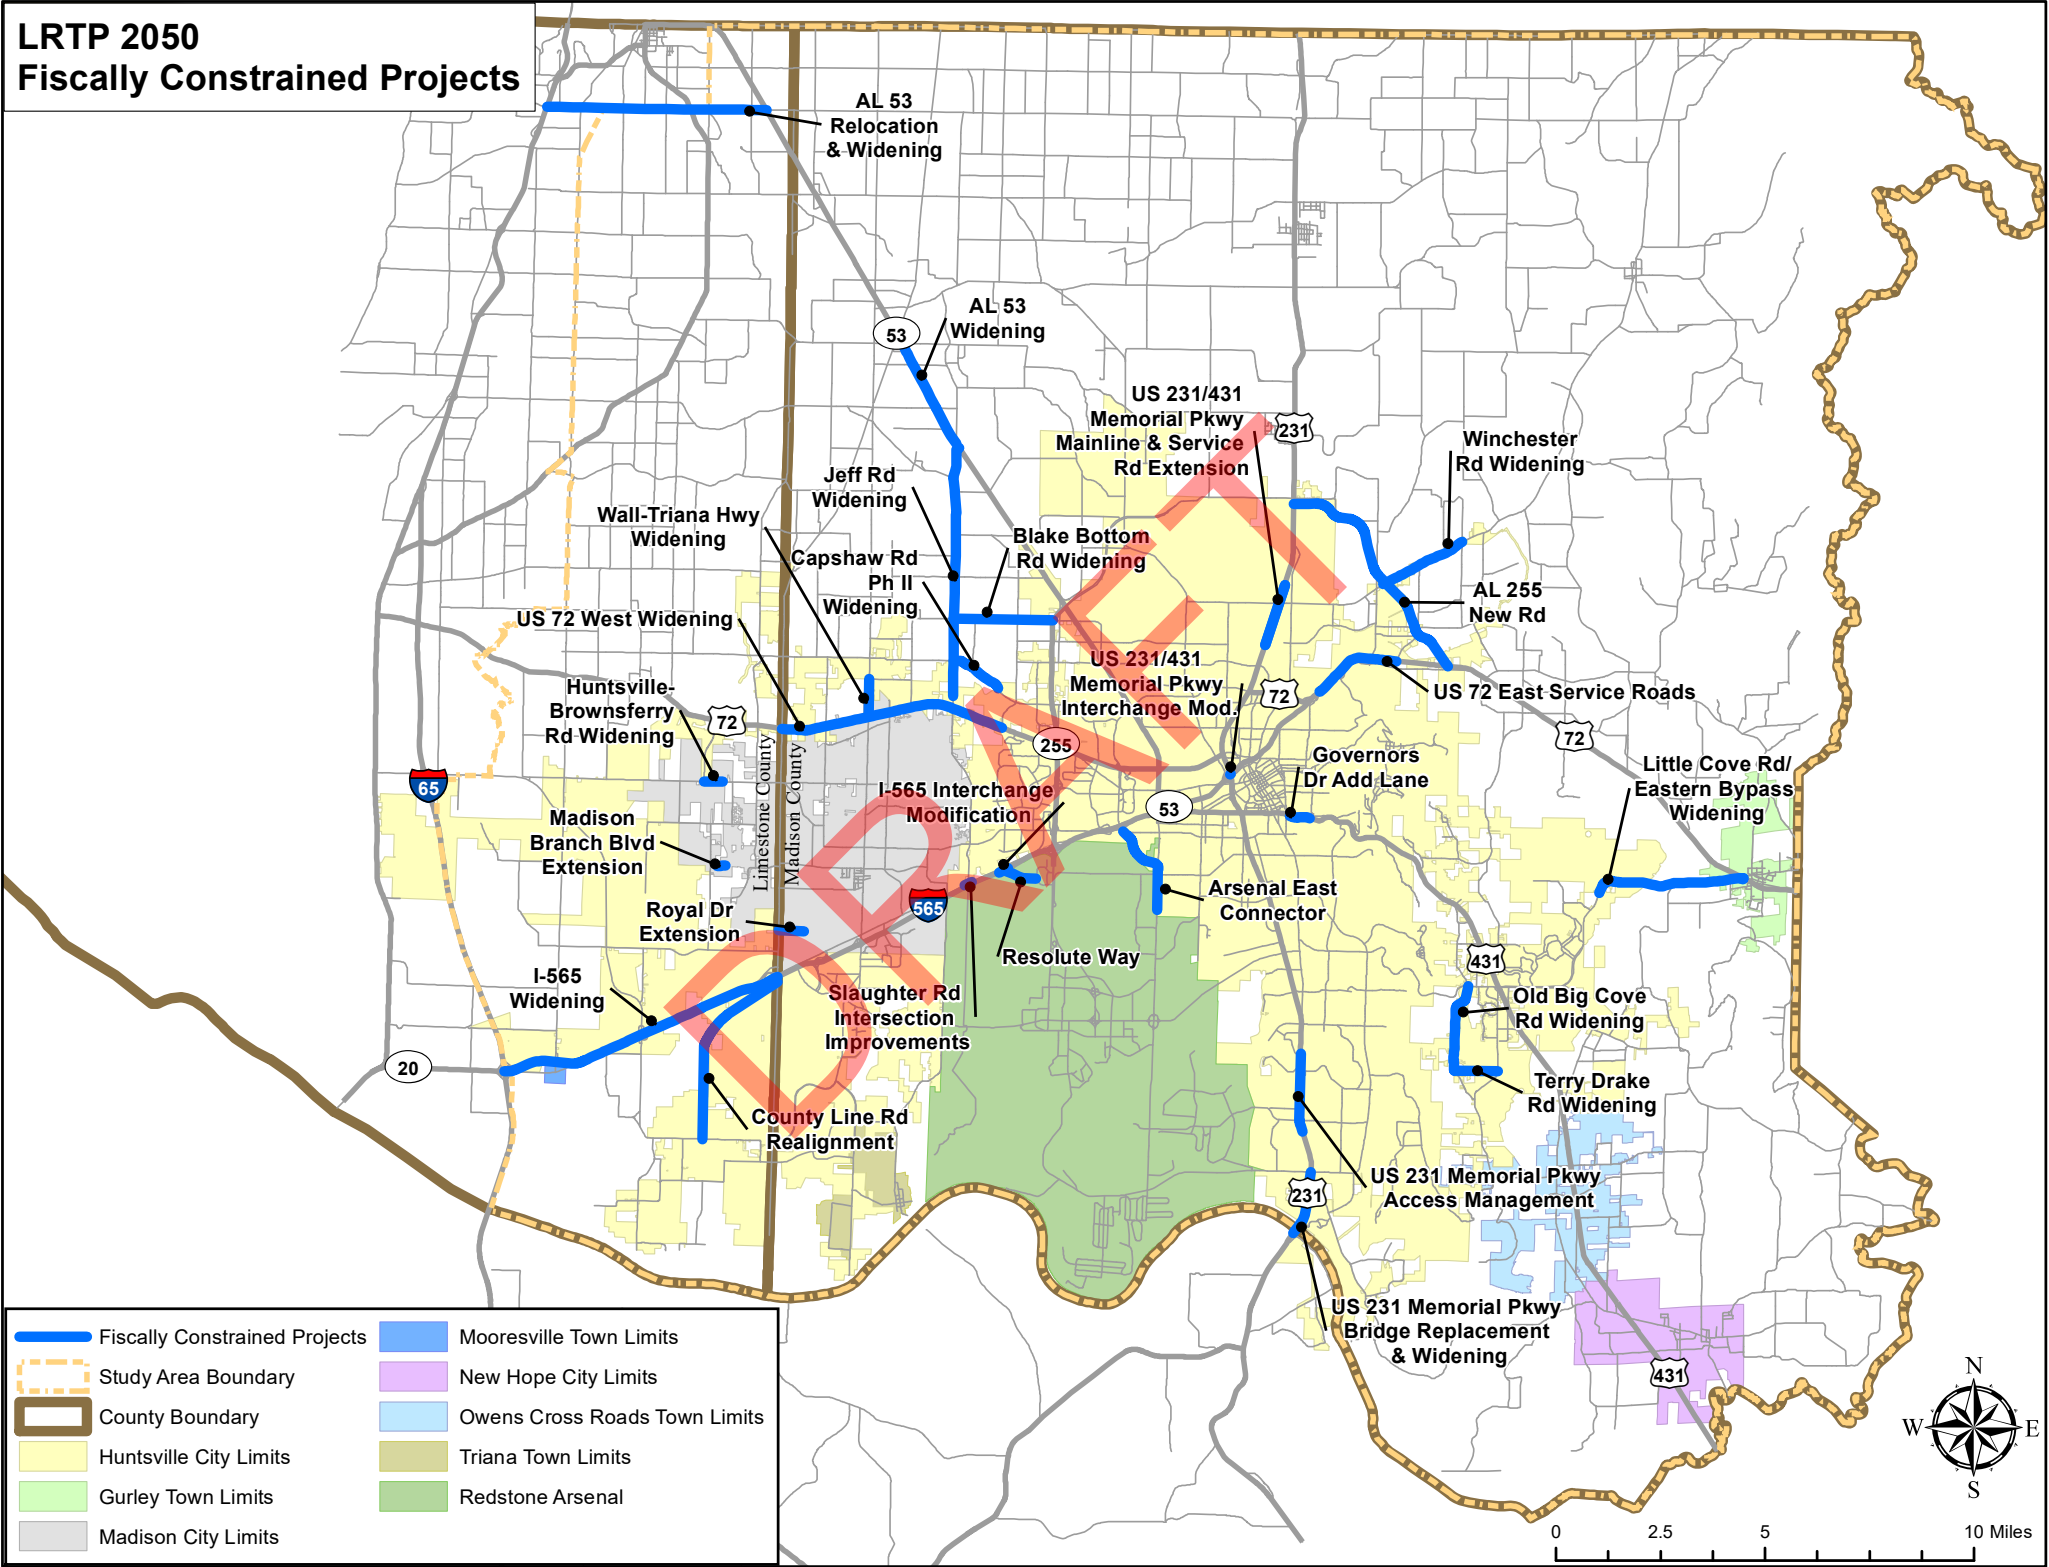 LRTP 2050
Fiscally Constrained Projects
AL 53
Relocation
& Widening
53
AL 53
Widening
US 231/431
Memorial Pkwy
Mainline & Service
Rd Extension
231
Winchester
Rd Widening
Jeff Rd
Widening
Wall-Triana Hwy
Widening
Blake Bottom
Rd Widening
Capshaw Rd
Ph II
Widening
AL 255
New Rd
US 72 West Widening
US 231/431
Memorial Pkwy
Interchange Mod.
72
US 72 East Service Roads
Huntsville-
Brownsferry
Rd Widening
72
255
72
Limestone County
Madison County
Governors
Dr Add Lane
Little Cove Rd/
Eastern Bypass
Widening
65
I-565 Interchange
Modification
53
Madison
Branch Blvd
Extension
Arsenal East
Connector
565
Royal Dr
Extension
Resolute Way
431
I-565
Widening
Slaughter Rd
Intersection
Improvements
Old Big Cove
Rd Widening
20
Terry Drake
Rd Widening
County Line Rd
Realignment
US 231 Memorial Pkwy
Access Management
231
US 231 Memorial Pkwy
Bridge Replacement
& Widening
431
DRAFT
Fiscally Constrained Projects
Study Area Boundary
County Boundary
Huntsville City Limits
Gurley Town Limits
Madison City Limits
Mooresville Town Limits
New Hope City Limits
Owens Cross Roads Town Limits
Triana Town Limits
Redstone Arsenal
N
W E
S
0 2.5 5 10 Miles